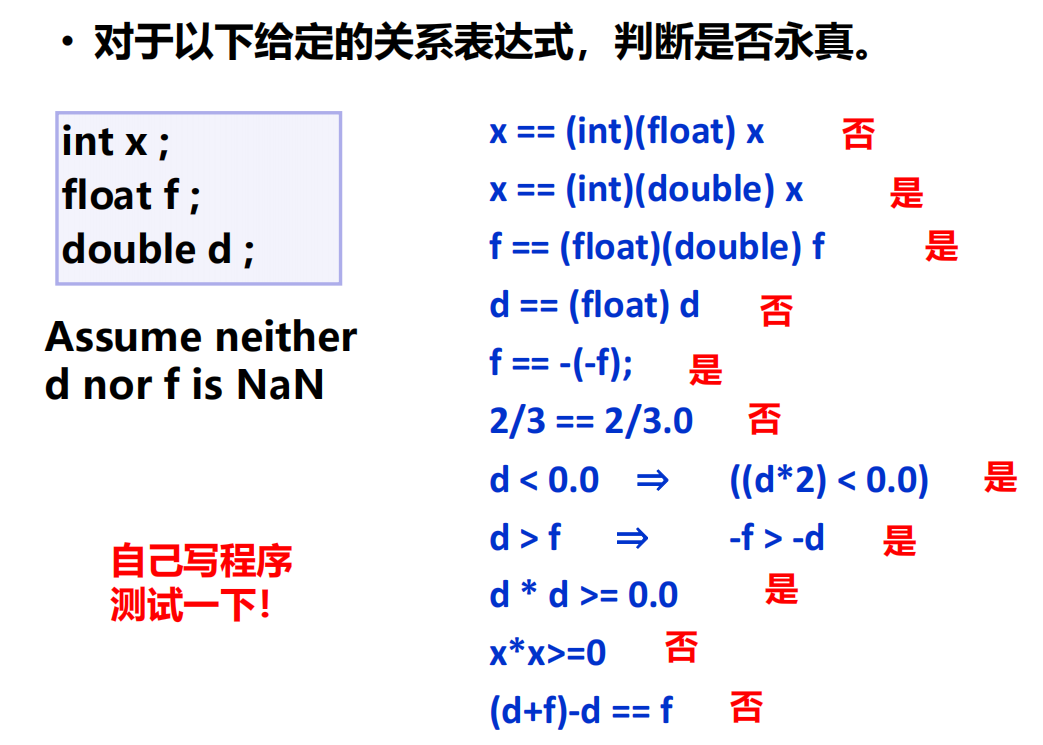 • 对于以下给定的关系表达式，判断是否永真。
int x ;
float f ;
double d ;
Assume neither
d nor f is NaN
自己写程序
测试一下！
x == (int)(float) x 否
x == (int)(double) x 是
f == (float)(double) f 是
d == (float) d 否
f == -(-f); 是
2/3 == 2/3.0 否
d < 0.0 ⇒ ((d*2) < 0.0) 是
d > f ⇒ -f > -d 是
d * d >= 0.0 是
x*x>=0 否
(d+f)-d == f 否